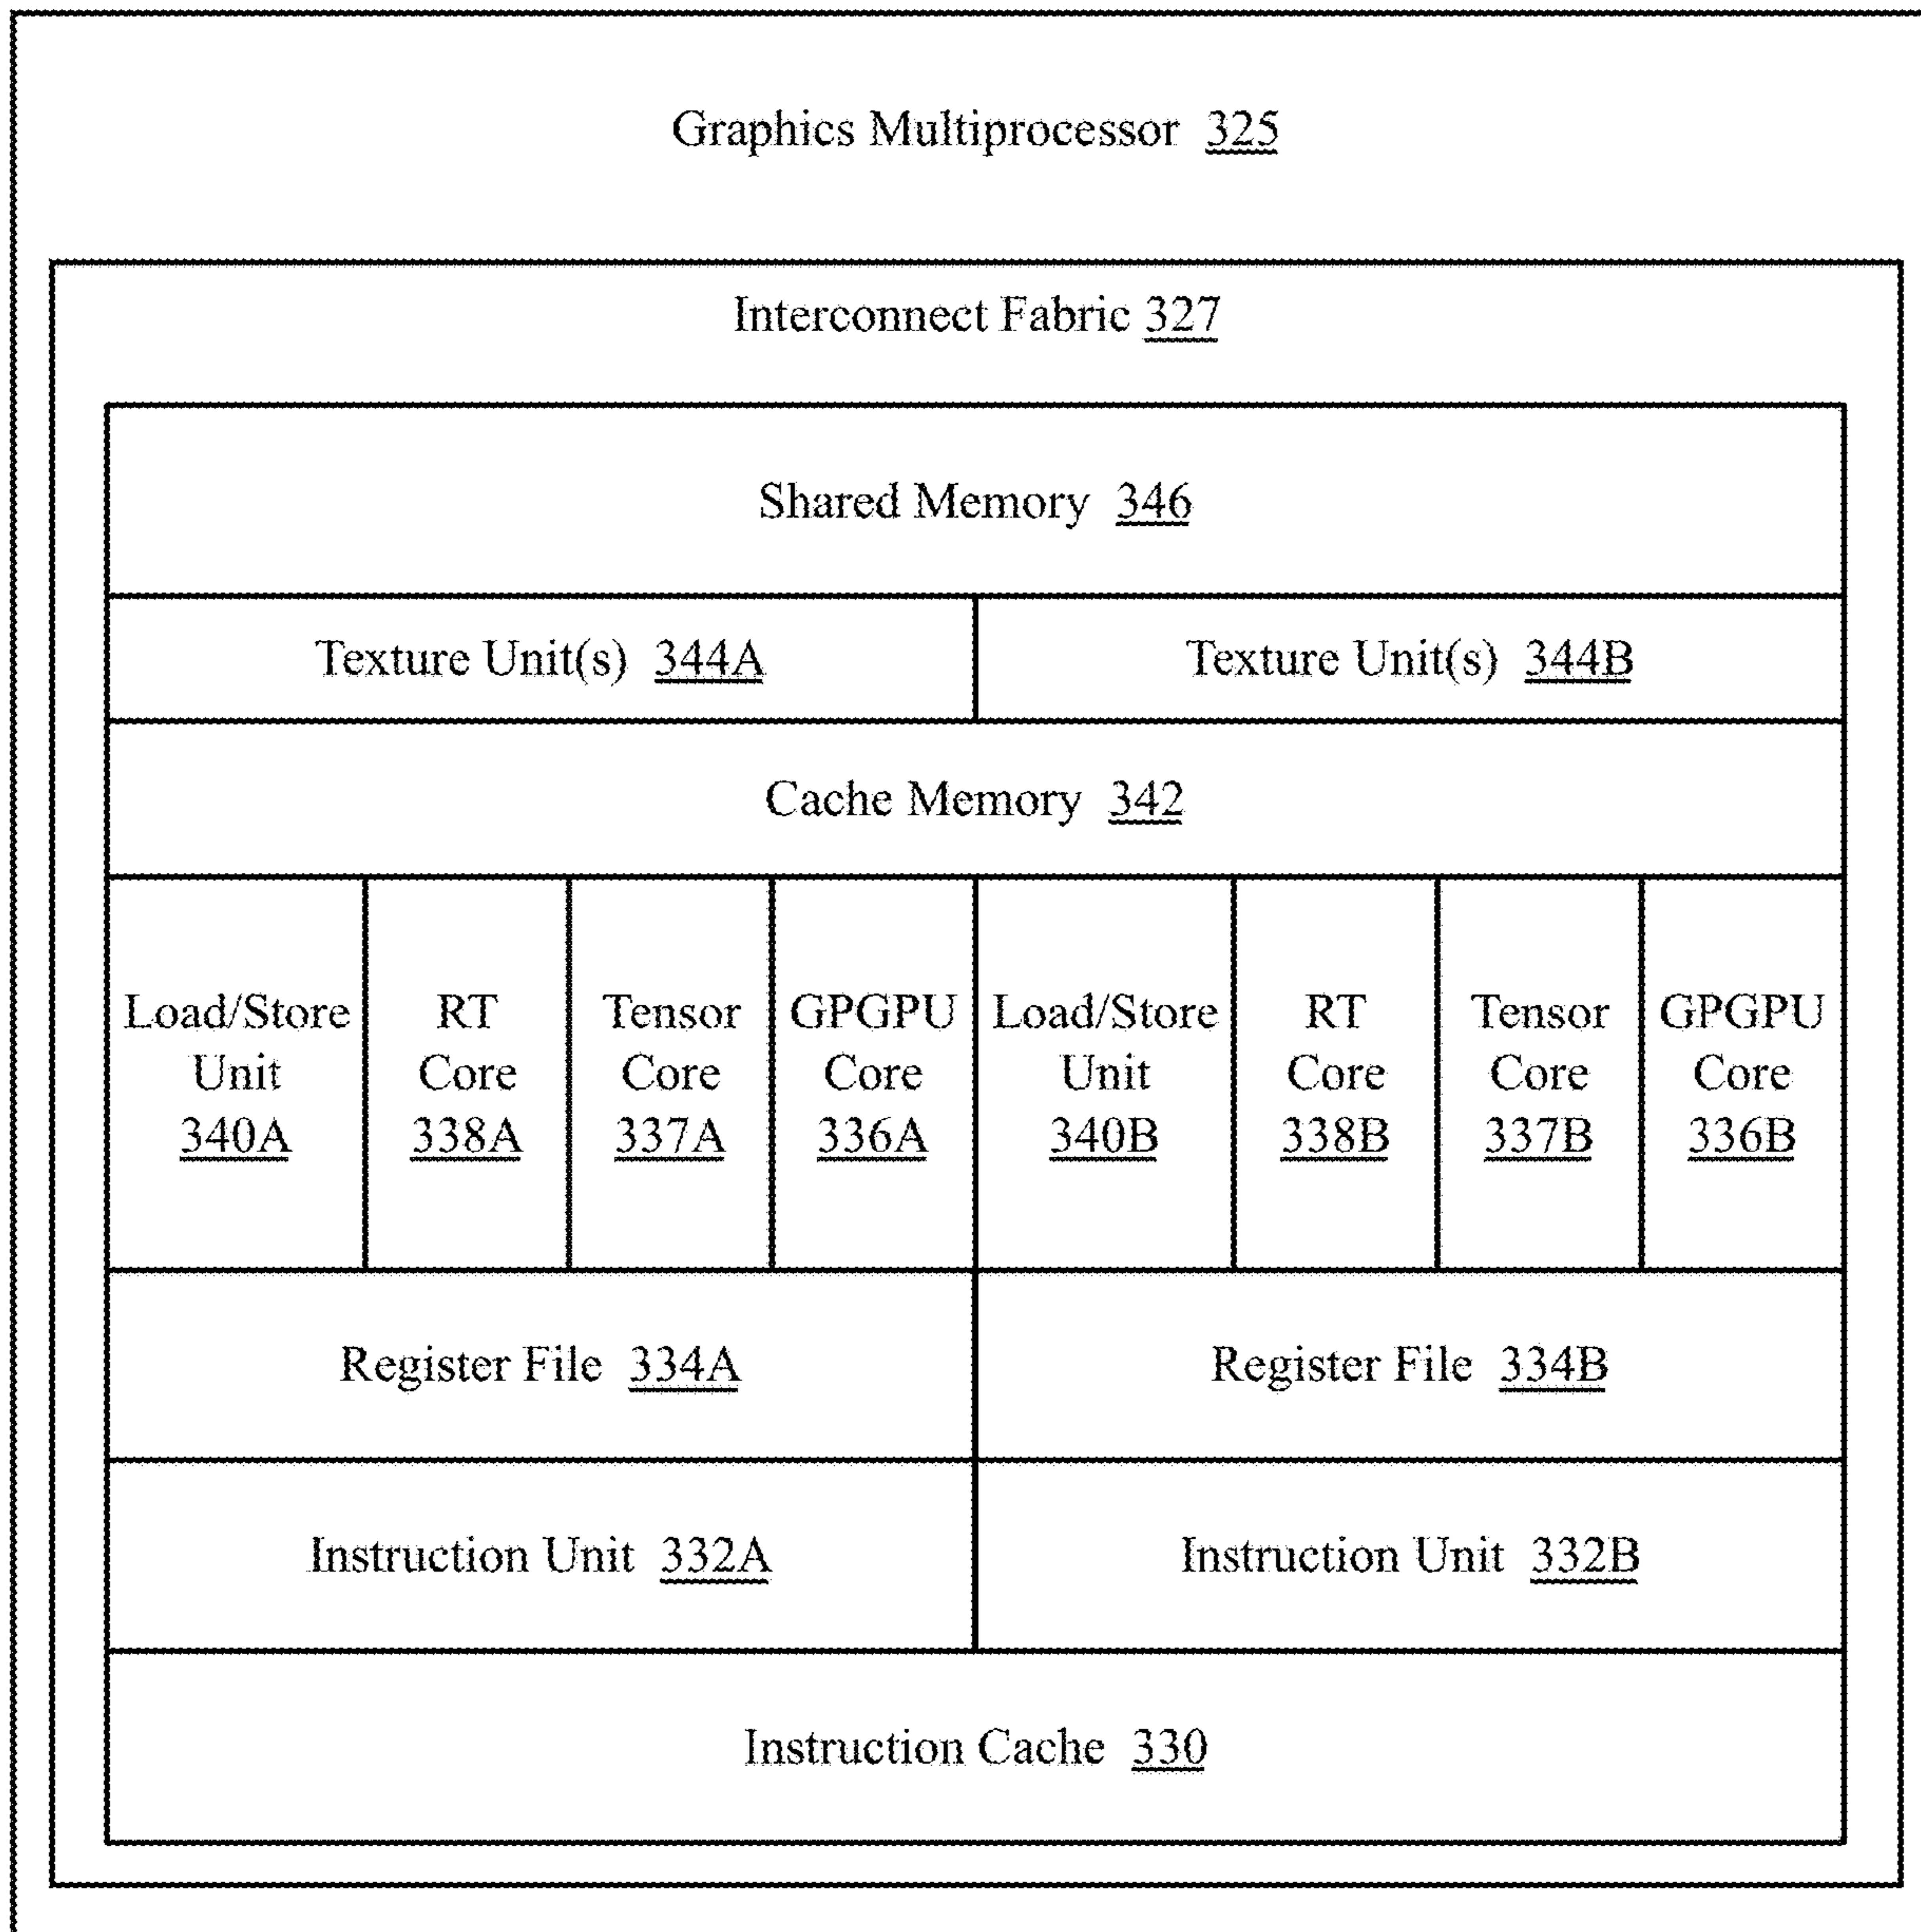 Graphics Multiprocessor 325
Interconnect Fabric 327
Shared Memory 346
Texture Unit(s) 344A
Texture Unit(s) 344B
Cache Memory 342
Load/Store
Unit
340A
RT
Core
338A
Tensor
Core
337A
GPGPU
Core
336A
Load/Store
Unit
340B
RT
Core
338B
Tensor
Core
337B
GPGPU
Core
336B
Register File 334A
Register File 334B
Instruction Unit 332A
Instruction Unit 332B
Instruction Cache 330